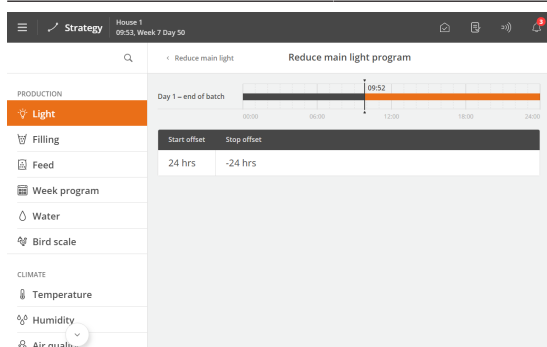 Strategy
House 1
09:53, Week 7 Day 50
‹ Reduce main light
Reduce main light program
PRODUCTION
Light
Filling
Feed
Week program
Water
Bird scale
CLIMATE
Temperature
Humidity
Air quality
Day 1 – end of batch
09:52
00:00 06:00 12:00 18:00 24:00
Start offset Stop offset
24 hrs -24 hrs